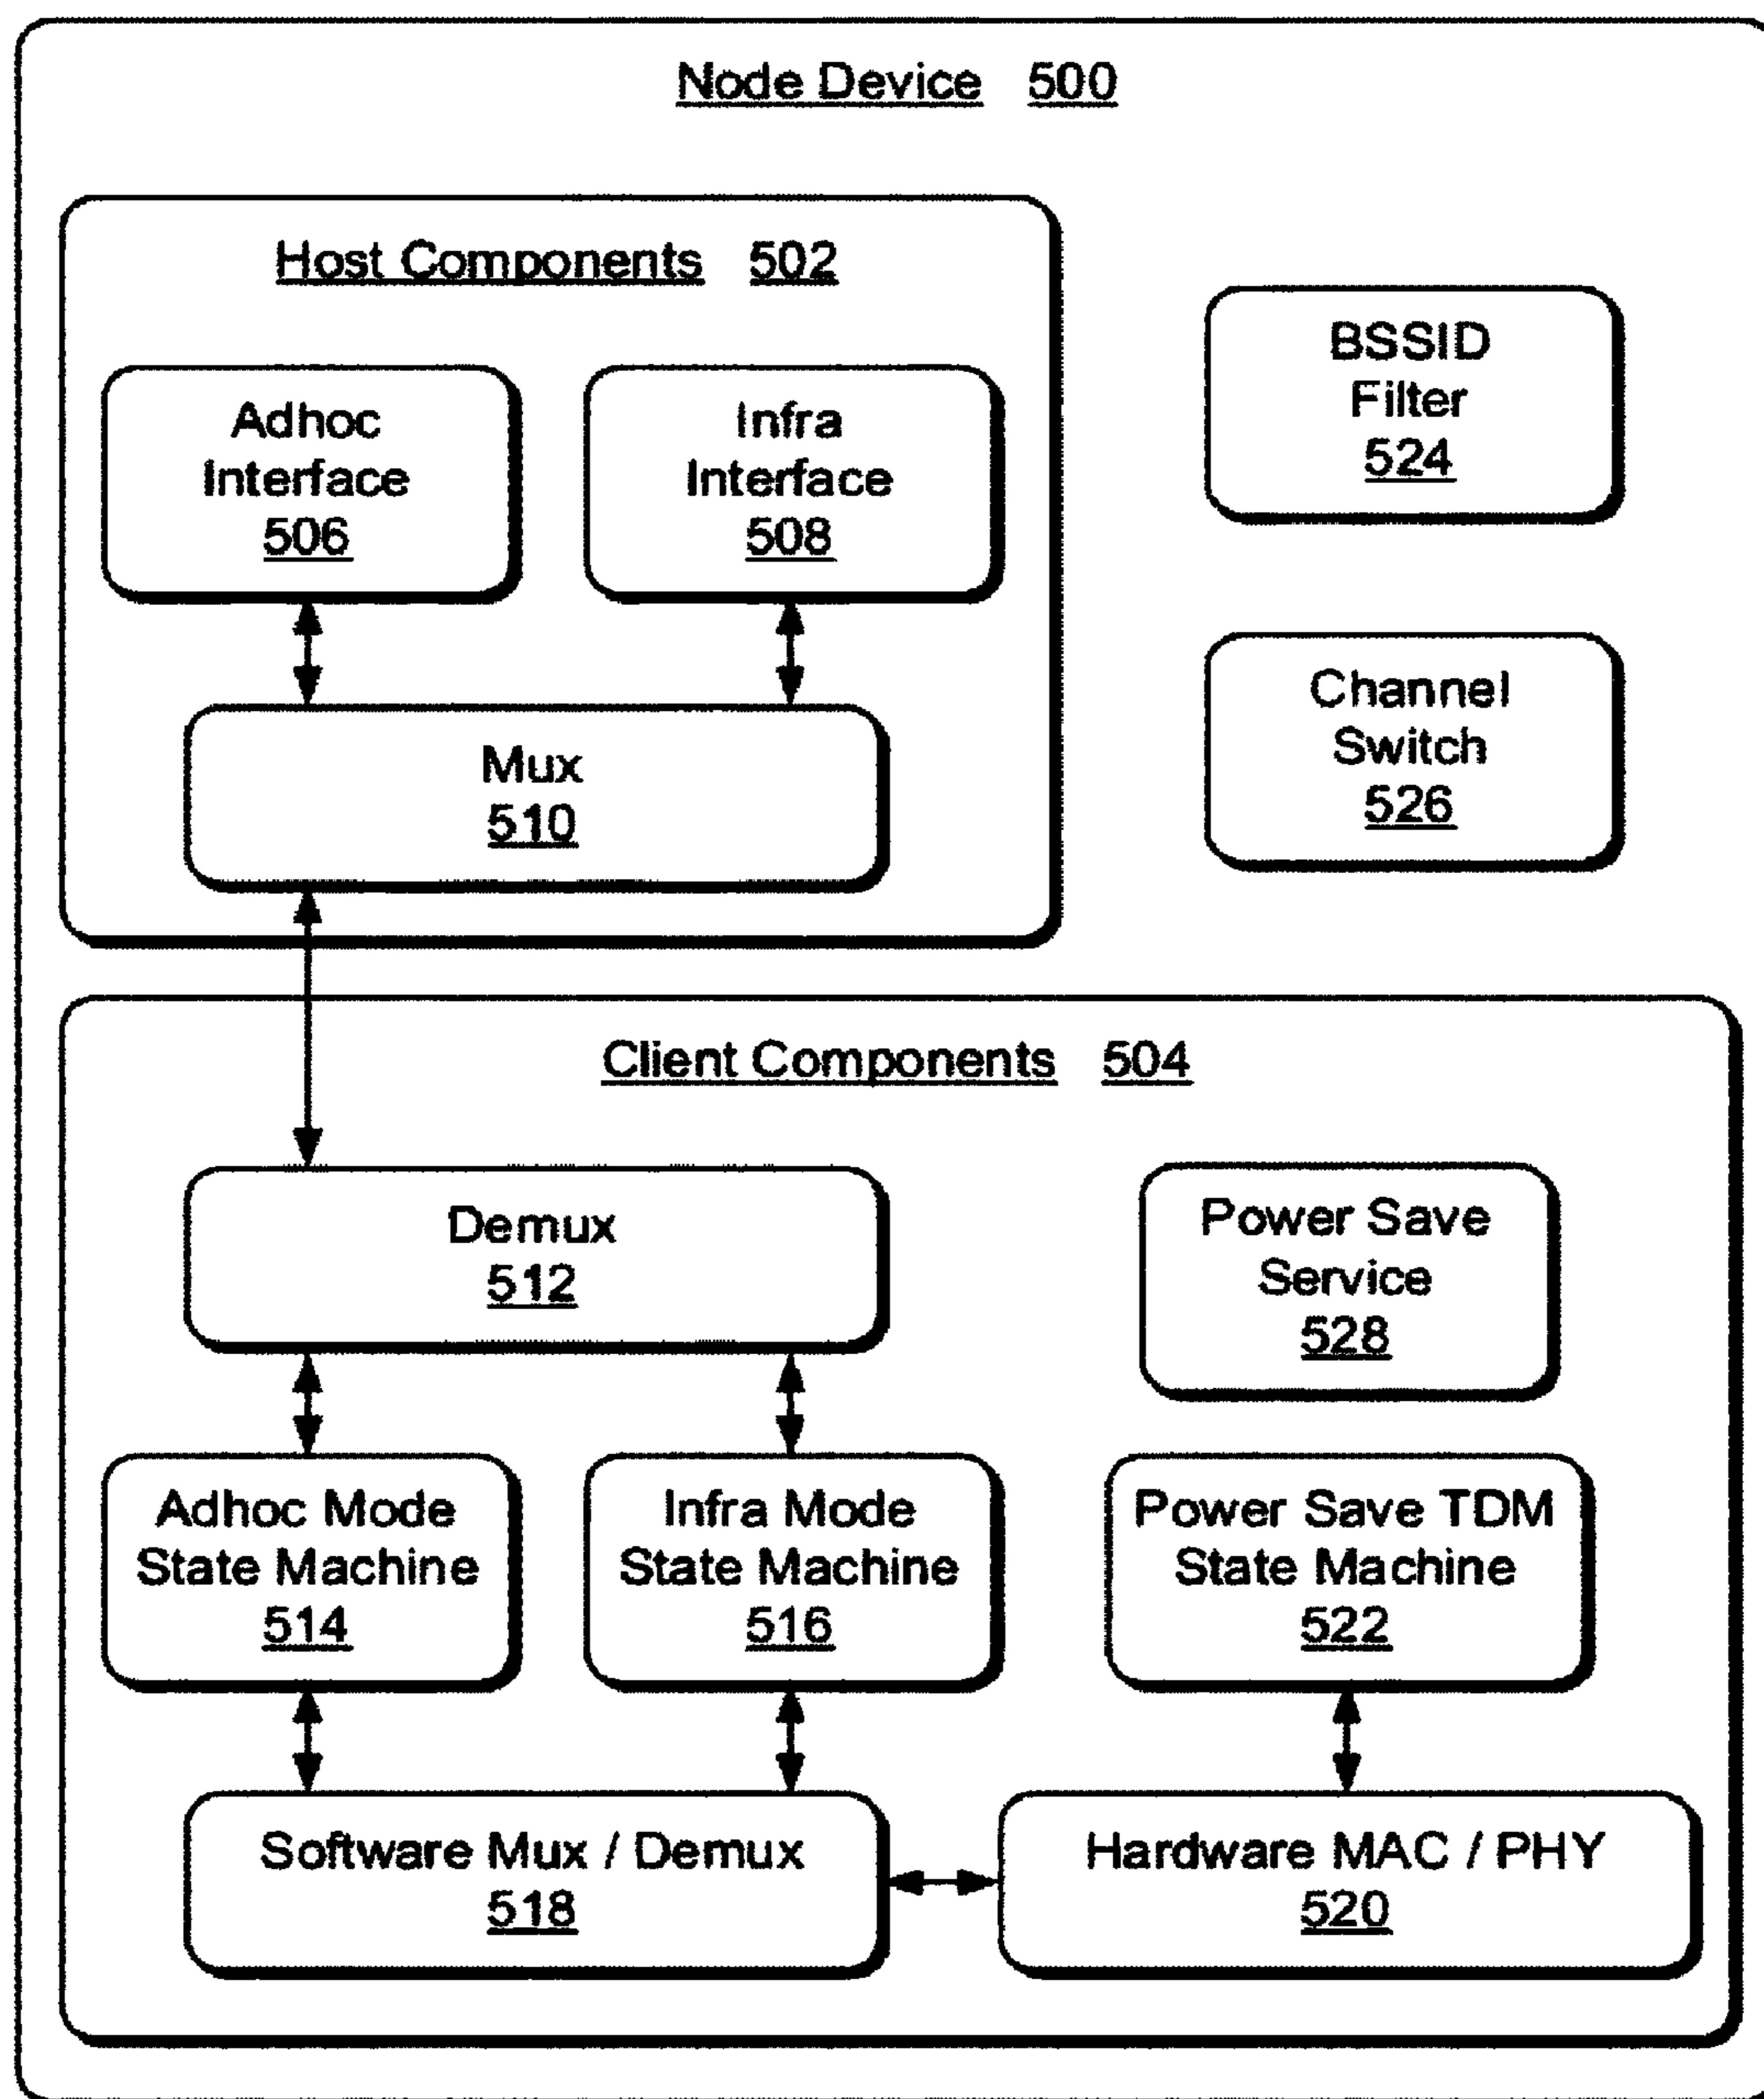 Node Device 500
Host Components 502
Adhoc
Interface
506
Infra
Interface
508
Mux
510
BSSID
Filter
524
Channel
Switch
526
Client Components 504
Demux
512
Power Save
Service
528
Adhoc Mode
State Machine
514
Infra Mode
State Machine
516
Power Save TDM
State Machine
522
Software Mux / Demux
518
Hardware MAC / PHY
520